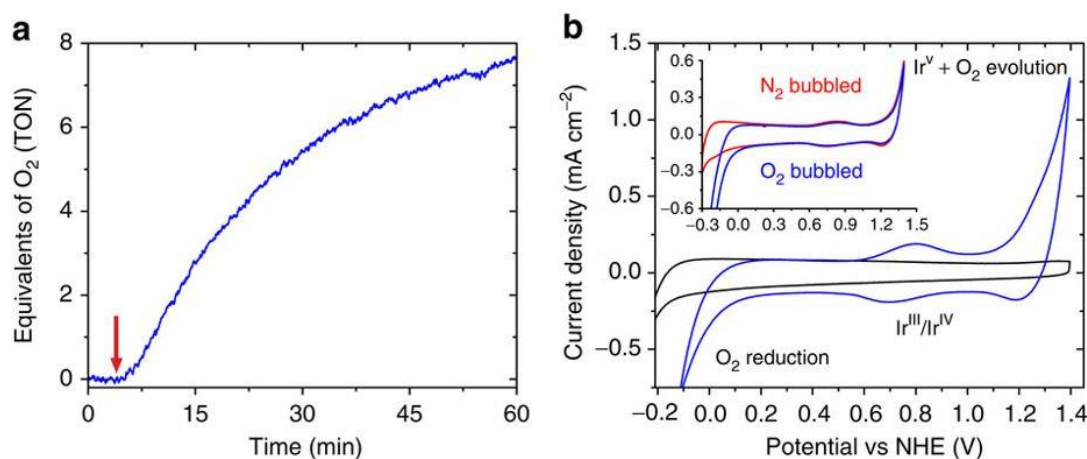 a
8
6
4
2
0
Equivalents of O₂ (TON)
0 15 30 45 60
Time (min)
b
1.5
1.0
0.5
0.0
−0.5
Current density (mA cm⁻²)
0.6
0.3
0.0
−0.3
−0.6
N₂ bubbled
O₂ bubbled
−0.3 0.0 0.3 0.6 0.9 1.2 1.5
Irⱽ + O₂ evolution
Irᴵᴵᴵ/Irᴵⱽ
O₂ reduction
−0.2 0.0 0.2 0.4 0.6 0.8 1.0 1.2 1.4
Potential vs NHE (V)